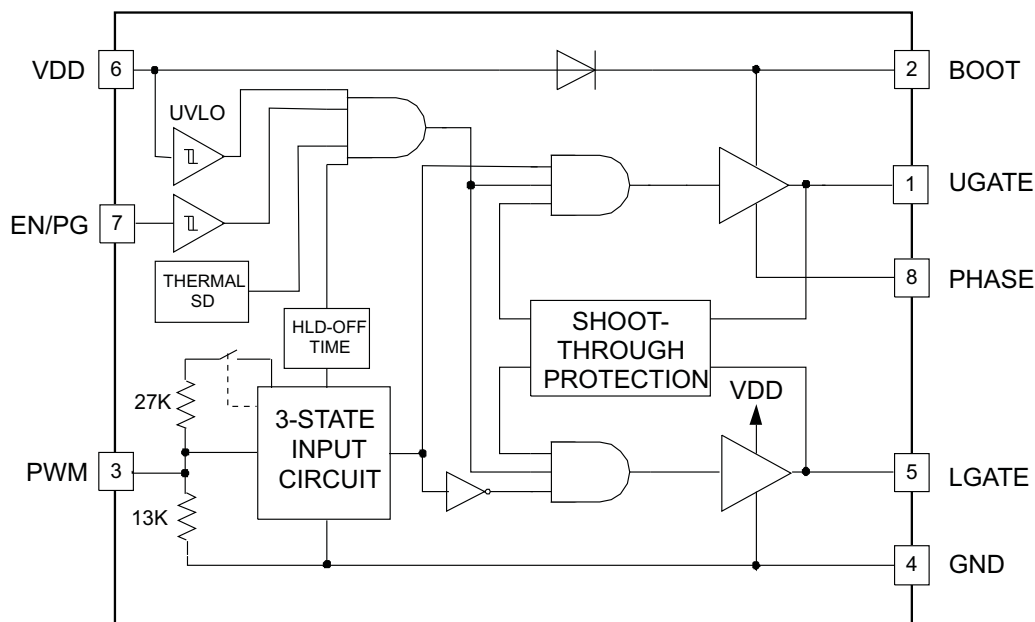 VDD
6
2
BOOT
UVLO
1
UGATE
EN/PG
7
THERMAL
SD
8
PHASE
HLD-OFF
TIME
SHOOT-
THROUGH
PROTECTION
27K
VDD
3-STATE
INPUT
CIRCUIT
PWM
3
5
LGATE
13K
4
GND